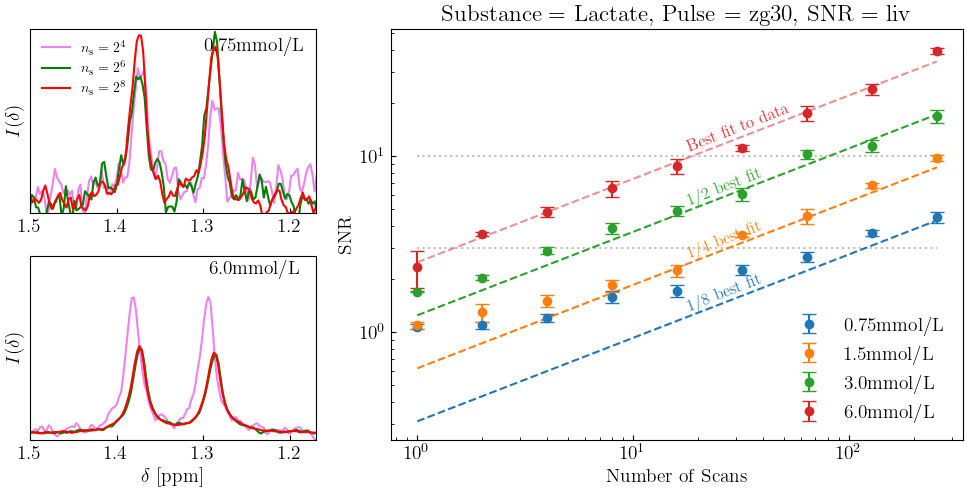 Substance = Lactate, Pulse = zg30, SNR = liv
0.75mmol/L
n_s = 2^4
n_s = 2^6
n_s = 2^8
I(δ)
1.5 1.4 1.3 1.2
6.0mmol/L
I(δ)
1.5 1.4 1.3 1.2
δ [ppm]
SNR
10^1
10^0
Best fit to data
1/2 best fit
1/4 best fit
1/8 best fit
0.75mmol/L
1.5mmol/L
3.0mmol/L
6.0mmol/L
10^0 10^1 10^2
Number of Scans